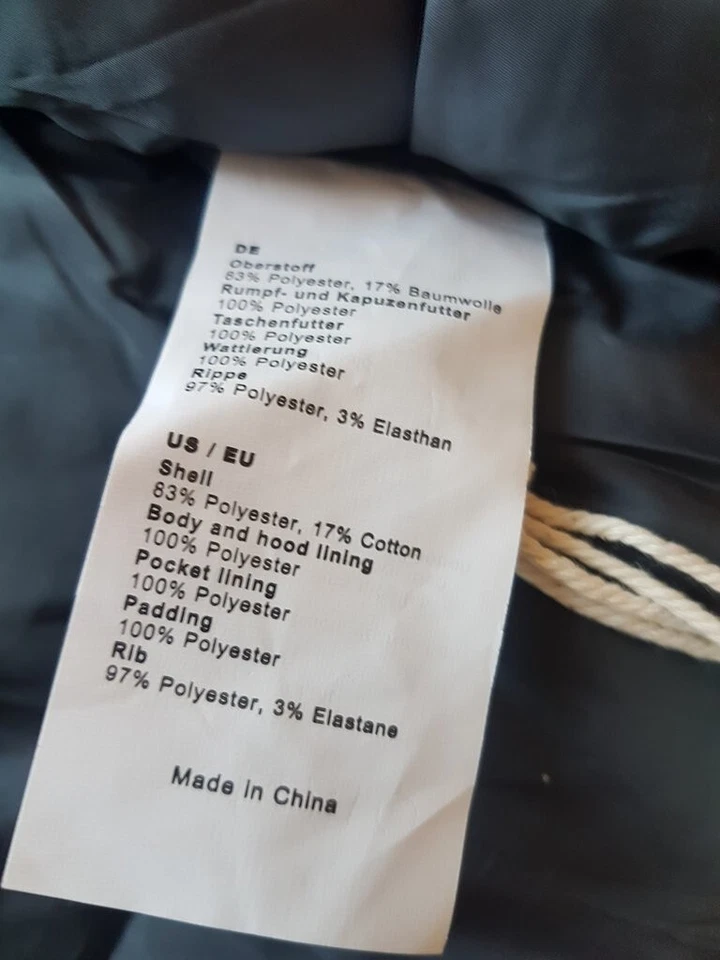 DE
Oberstoff
83% Polyester, 17% Baumwolle
Rumpf- und Kapuzenfutter
100% Polyester
Taschenfutter
100% Polyester
Wattierung
100% Polyester
Rippe
97% Polyester, 3% Elasthan
US / EU
Shell
83% Polyester, 17% Cotton
Body and hood lining
100% Polyester
Pocket lining
100% Polyester
Padding
100% Polyester
Rib
97% Polyester, 3% Elastane
Made in China